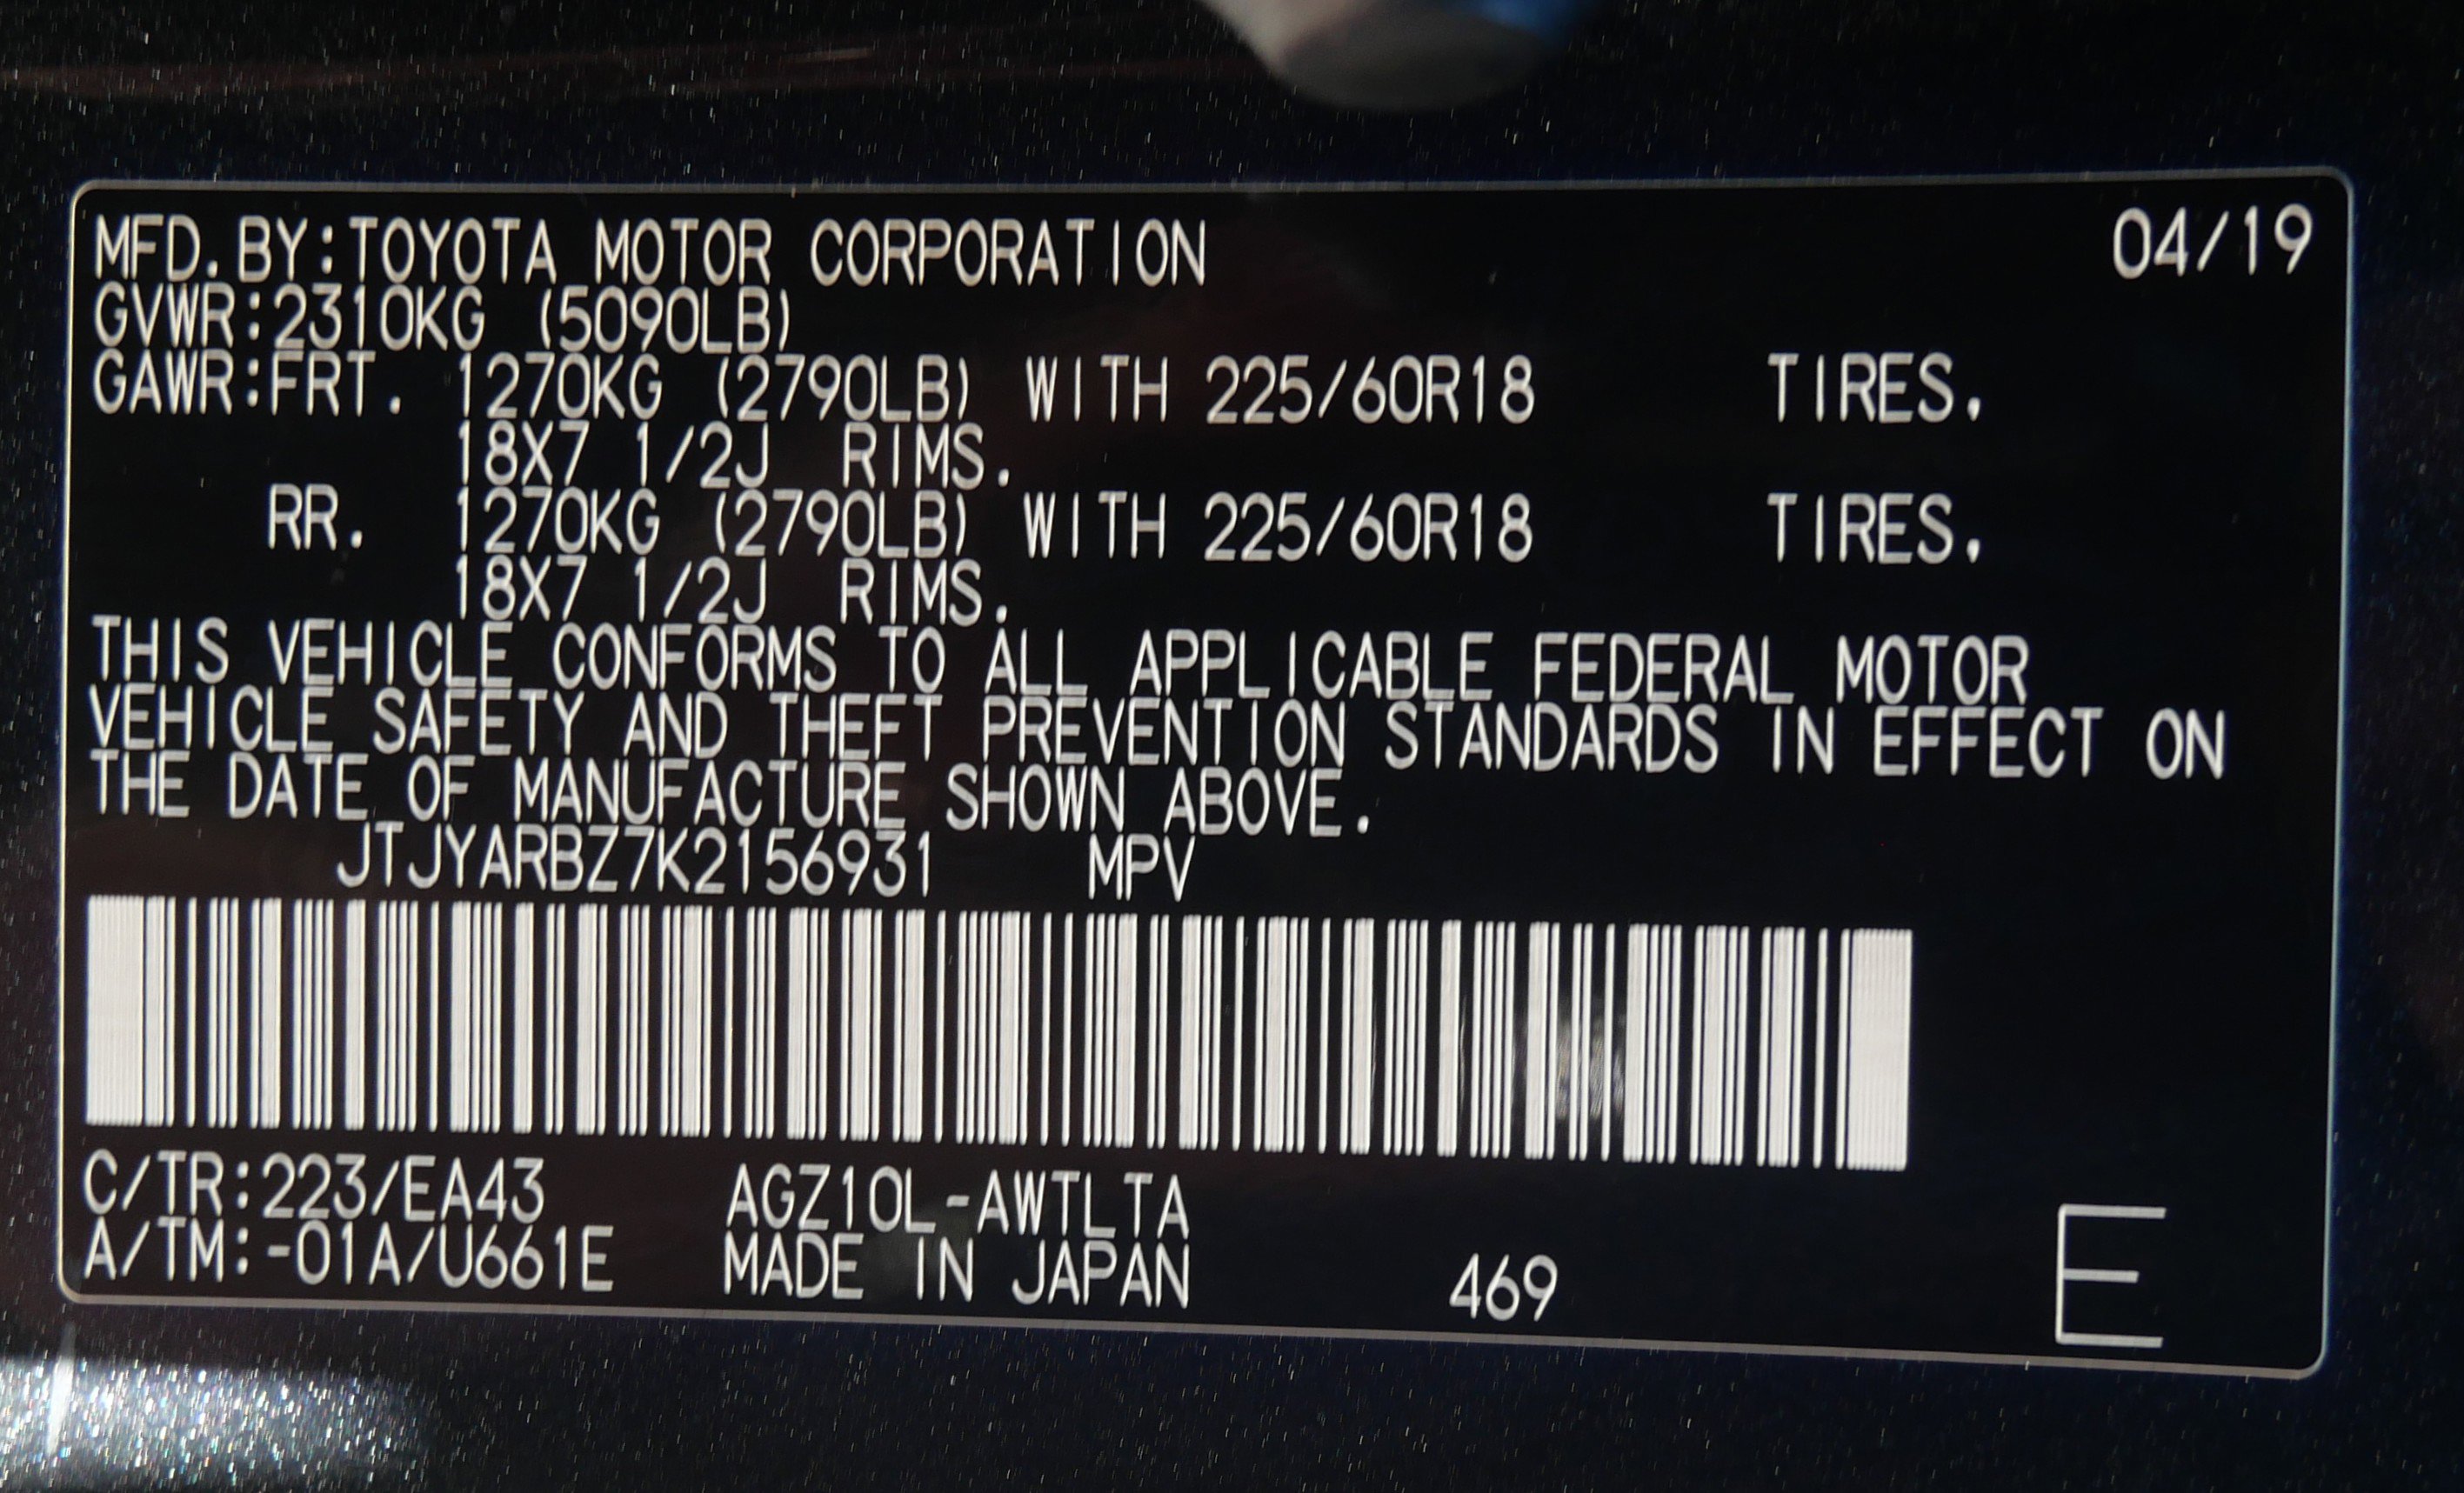 MFD.BY:TOYOTA MOTOR CORPORATION 04/19
GVWR:2310KG (5090LB)
GAWR:FRT. 1270KG (2790LB) WITH 225/60R18 TIRES.
18X7 1/2J RIMS.
RR. 1270KG (2790LB) WITH 225/60R18 TIRES.
18X7 1/2J RIMS.
THIS VEHICLE CONFORMS TO ALL APPLICABLE FEDERAL MOTOR
VEHICLE SAFETY AND THEFT PREVENTION STANDARDS IN EFFECT ON
THE DATE OF MANUFACTURE SHOWN ABOVE.
JTJYARBZ7K2156931 MPV
C/TR:223/EA43 AGZ10L-AWTLTA
A/TM:-01A/U661E MADE IN JAPAN 469 E